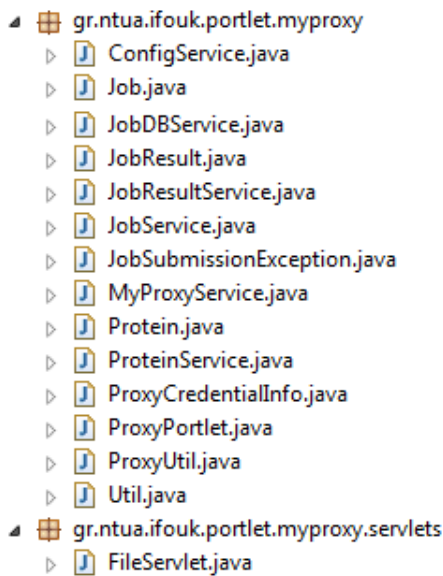 gr.ntua.ifouk.portlet.myproxy
ConfigService.java
Job.java
JobDBService.java
JobResult.java
JobResultService.java
JobService.java
JobSubmissionException.java
MyProxyService.java
Protein.java
ProteinService.java
ProxyCredentialInfo.java
ProxyPortlet.java
ProxyUtil.java
Util.java
gr.ntua.ifouk.portlet.myproxy.servlets
FileServlet.java